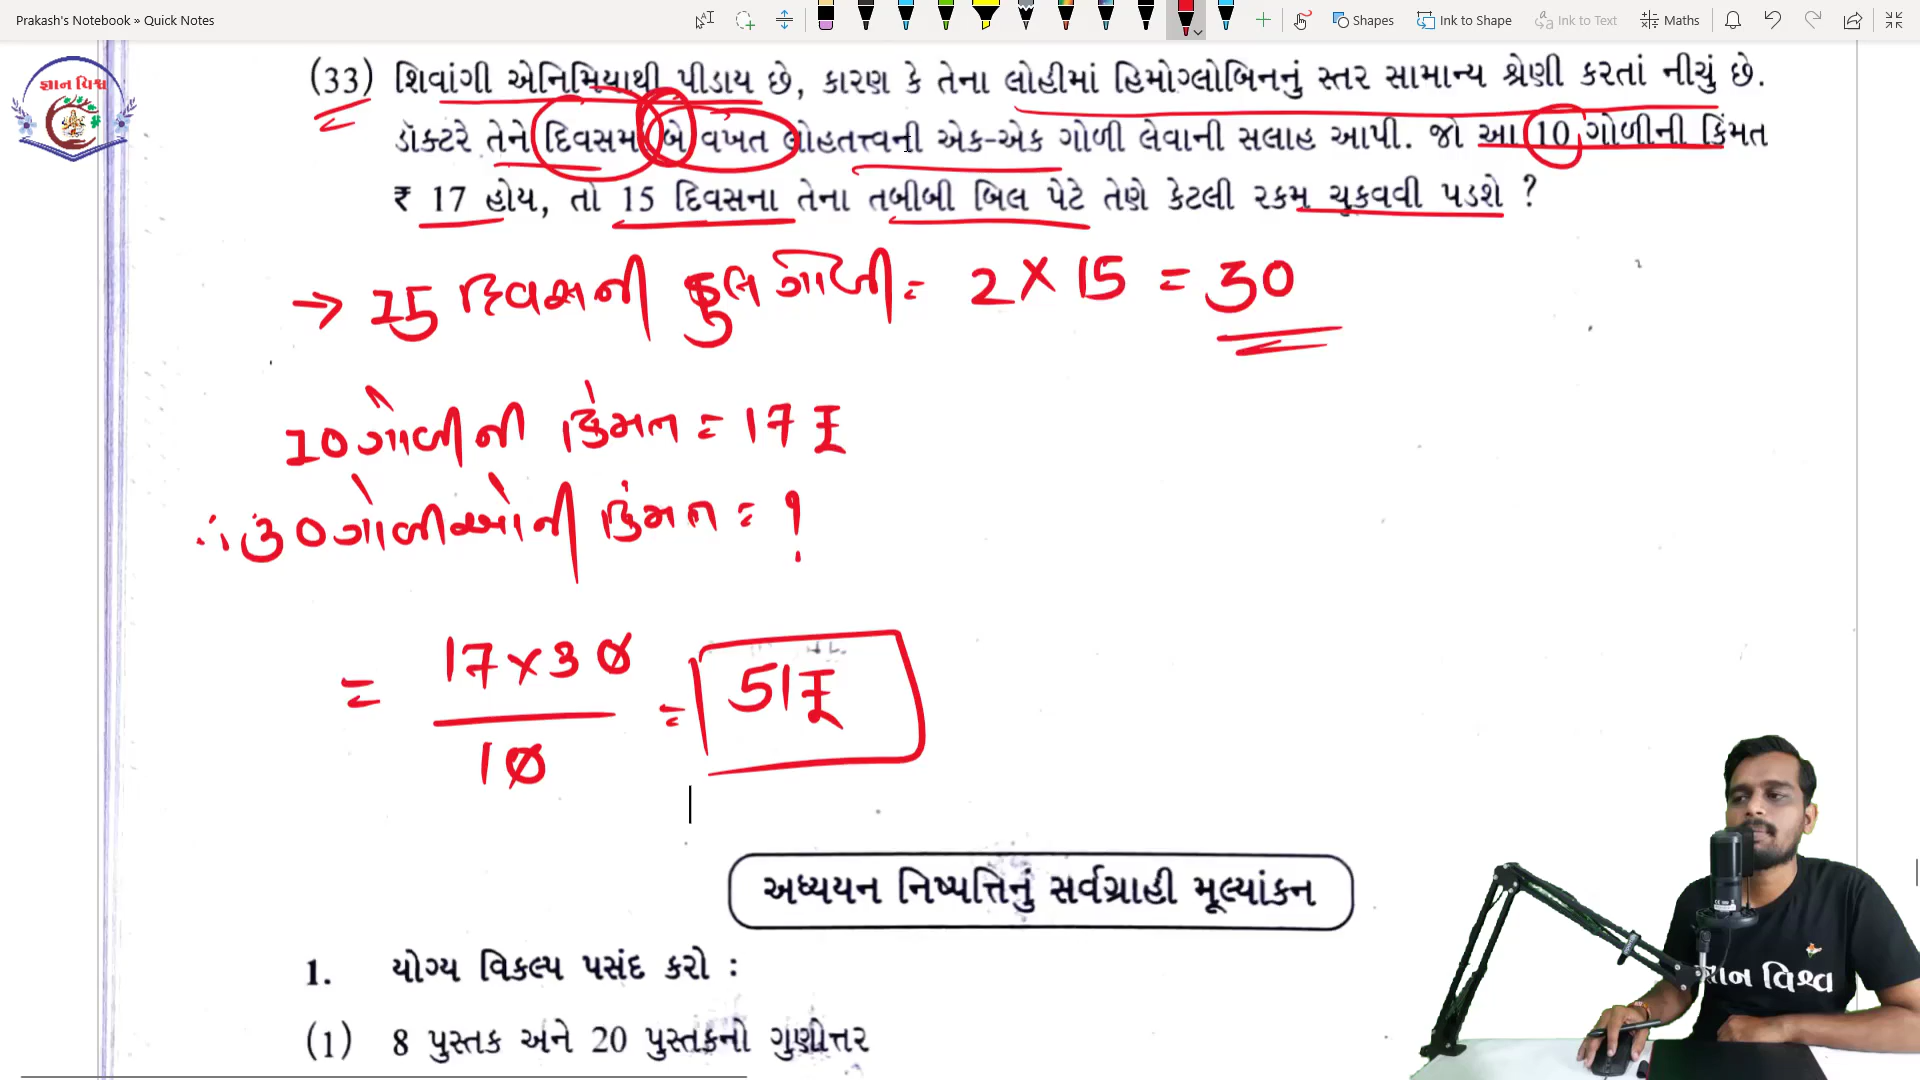 Prakash's Notebook » Quick Notes
Shapes Ink to Shape Ink to Text Maths
જ્ઞાન વિશ્વ
(33) શિવાંગી એનિમિયાથી પીડાય છે, કારણ કે તેના લોહીમાં હિમોગ્લોબિનનું સ્તર સામાન્ય શ્રેણી કરતાં નીચું છે.
ડૉક્ટરે તેને દિવસમાં બે વખત લોહતત્ત્વની એક-એક ગોળી લેવાની સલાહ આપી. જો આ 10 ગોળીની કિંમત
₹ 17 હોય, તો 15 દિવસના તેના તબીબી બિલ પેટે તેણે કેટલી રકમ ચુકવવી પડશે ?
→ 15 દિવસની કુલ ગોળી = 2 × 15 = 30
10 ગોળીની કિંમત = 17 રૂ
∴ 30 ગોળીઓની કિંમત = ?
= 17 × 30
10
= 51 રૂ
અધ્યયન નિષ્પત્તિનું સર્વગ્રાહી મૂલ્યાંકન
1. યોગ્ય વિકલ્પ પસંદ કરો :
(1) 8 પુસ્તક અને 20 પુસ્તકનો ગુણોત્તર
જ્ઞાન વિશ્વ